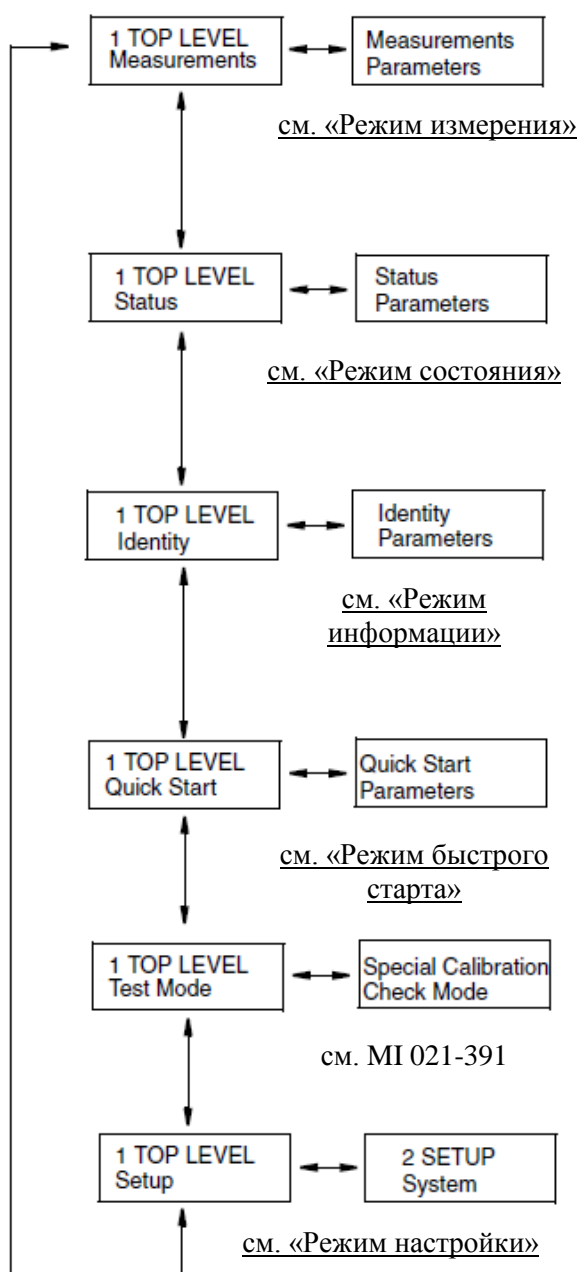 1 TOP LEVEL
Measurements
Measurements
Parameters
см. «Режим измерения»
1 TOP LEVEL
Status
Status
Parameters
см. «Режим состояния»
1 TOP LEVEL
Identity
Identity
Parameters
см. «Режим
информации»
1 TOP LEVEL
Quick Start
Quick Start
Parameters
см. «Режим быстрого
старта»
1 TOP LEVEL
Test Mode
Special Calibration
Check Mode
см. MI 021-391
1 TOP LEVEL
Setup
2 SETUP
System
см. «Режим настройки»